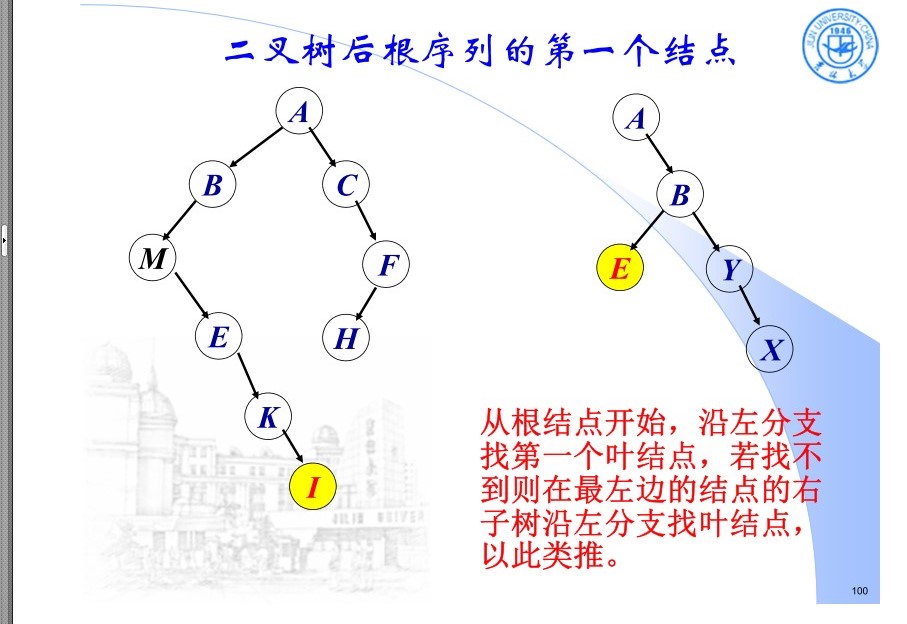 二叉树后根序列的第一个结点
JILIN UNIVERSITY CHINA
1946
A
A
B
C
B
M
F
E
Y
E
H
X
K
I
从根结点开始，沿左分支
找第一个叶结点，若找不
到则在最左边的结点的右
子树沿左分支找叶结点，
以此类推。
JILIN UNIVER
100